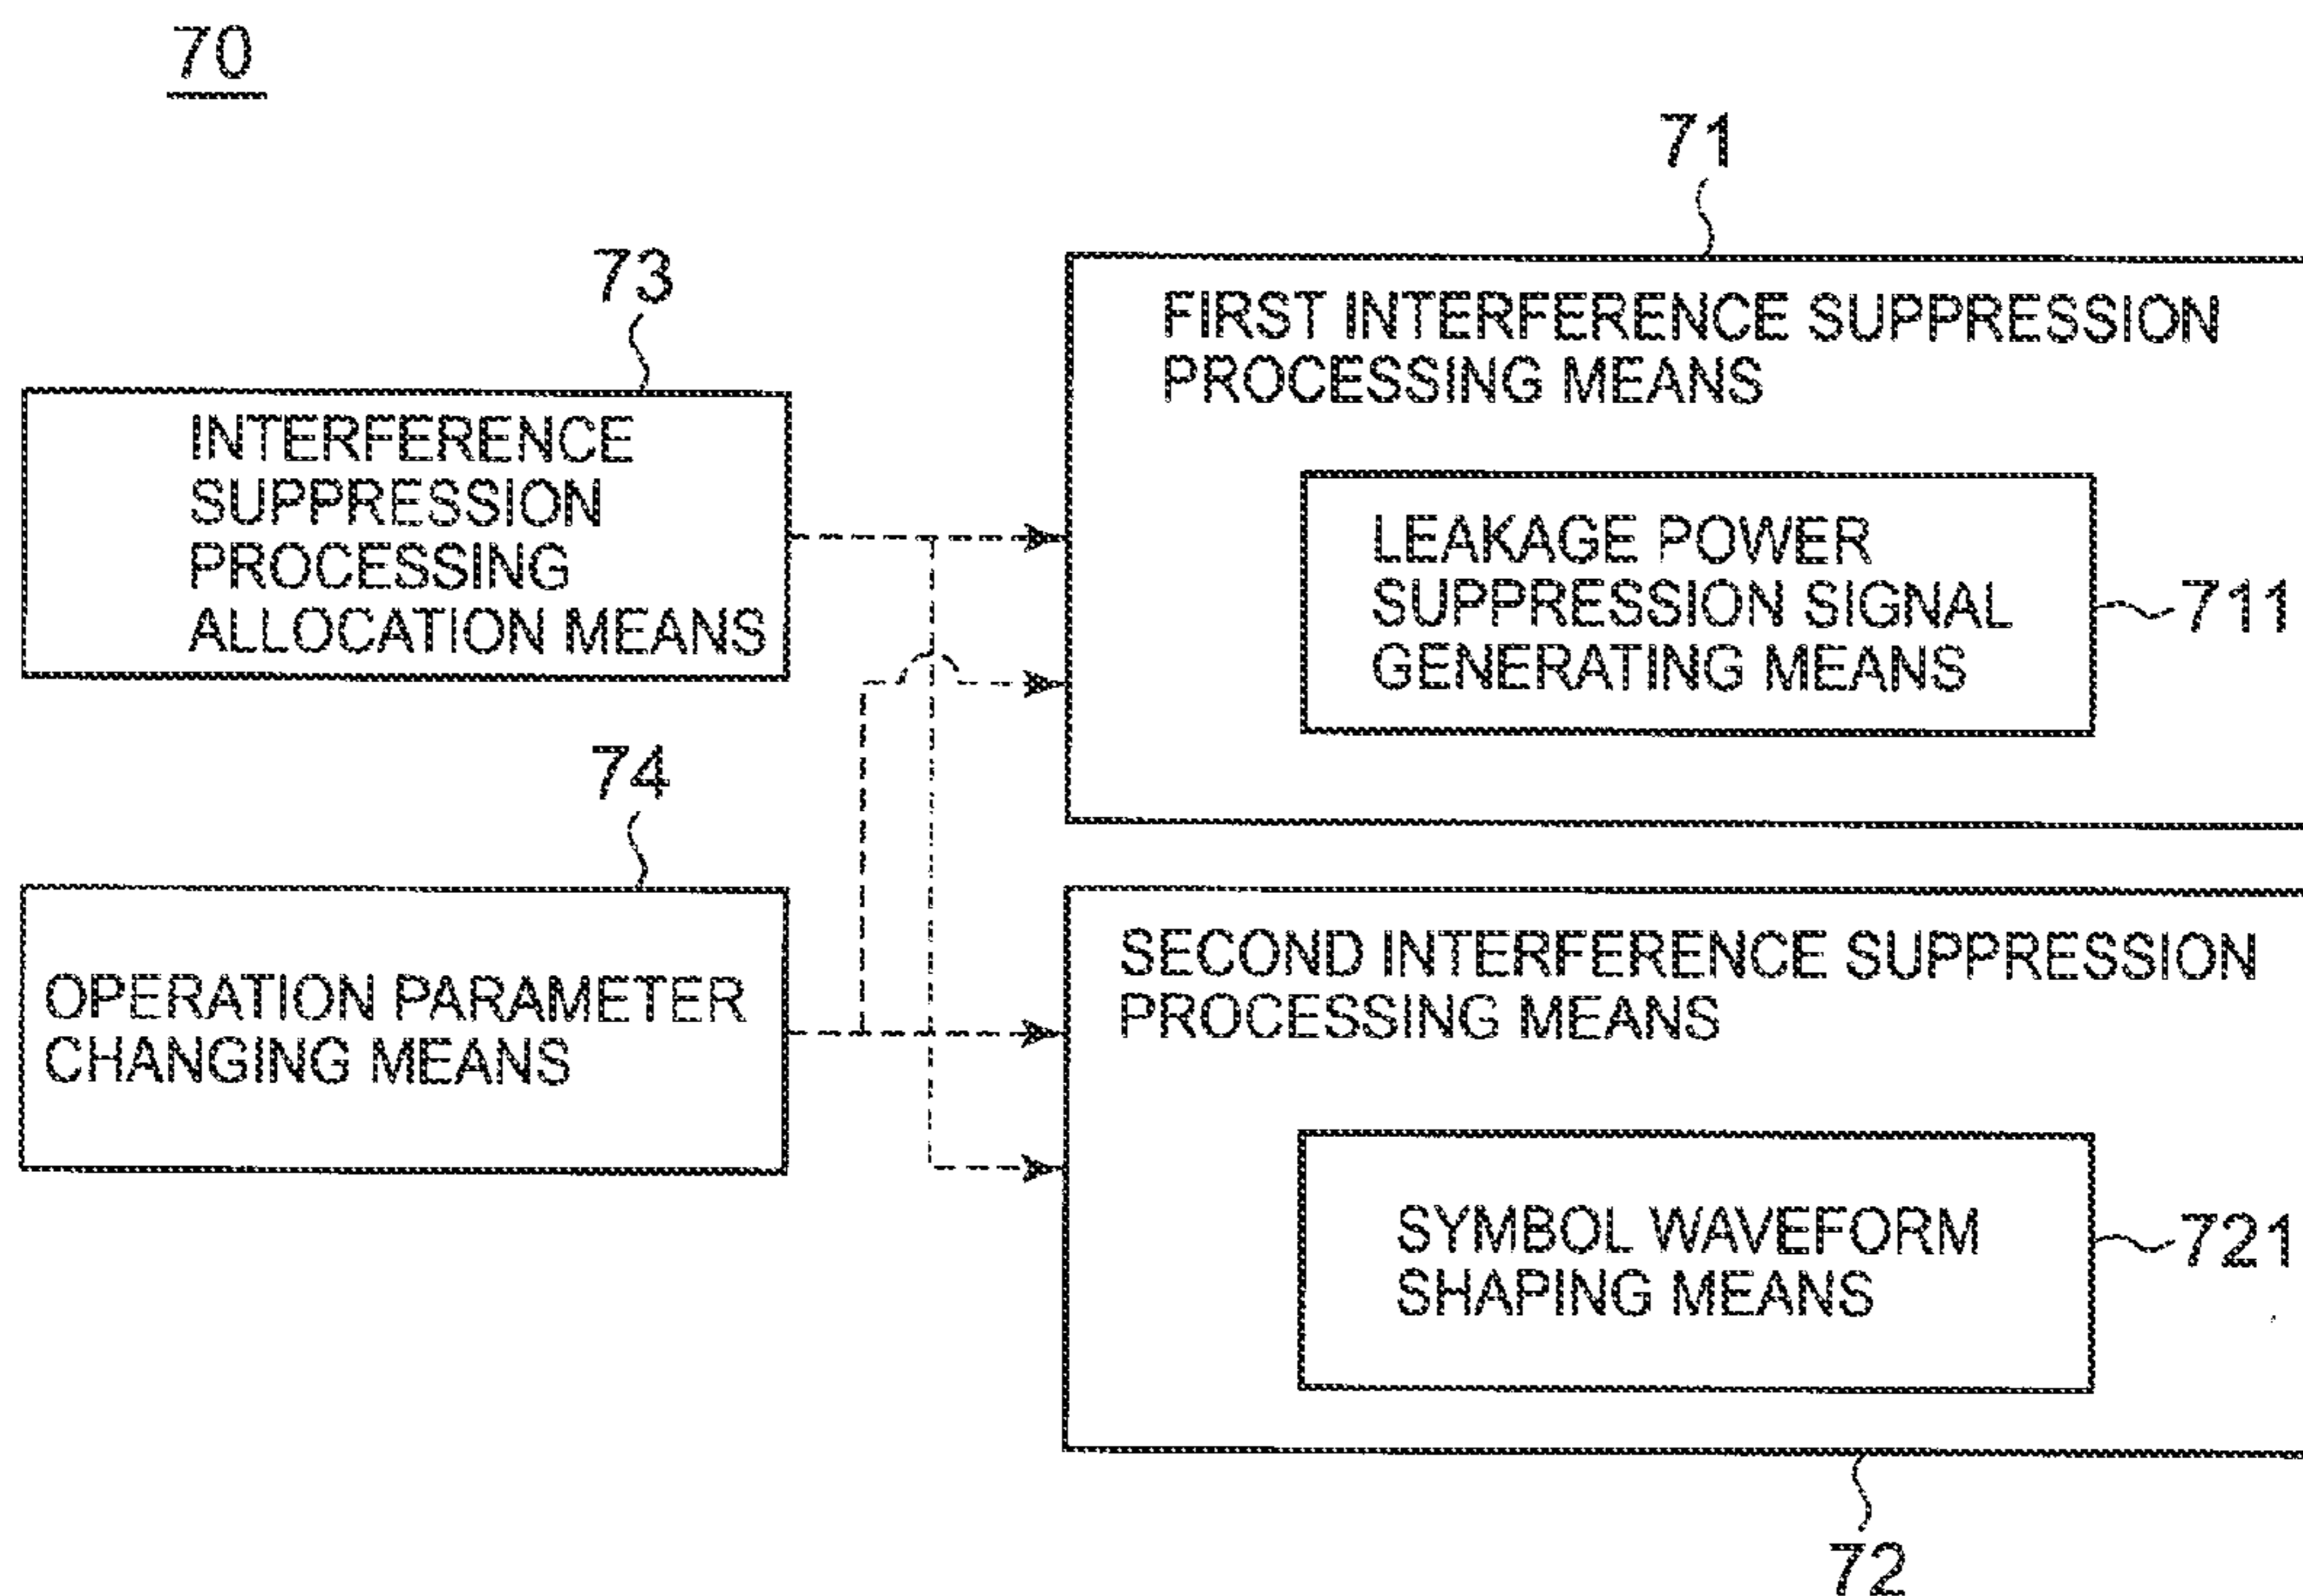 70
71
FIRST INTERFERENCE SUPPRESSION
PROCESSING MEANS
73
INTERFERENCE
SUPPRESSION
PROCESSING
ALLOCATION MEANS
LEAKAGE POWER
SUPPRESSION SIGNAL
GENERATING MEANS
711
74
OPERATION PARAMETER
CHANGING MEANS
SECOND INTERFERENCE SUPPRESSION
PROCESSING MEANS
SYMBOL WAVEFORM
SHAPING MEANS
721
72